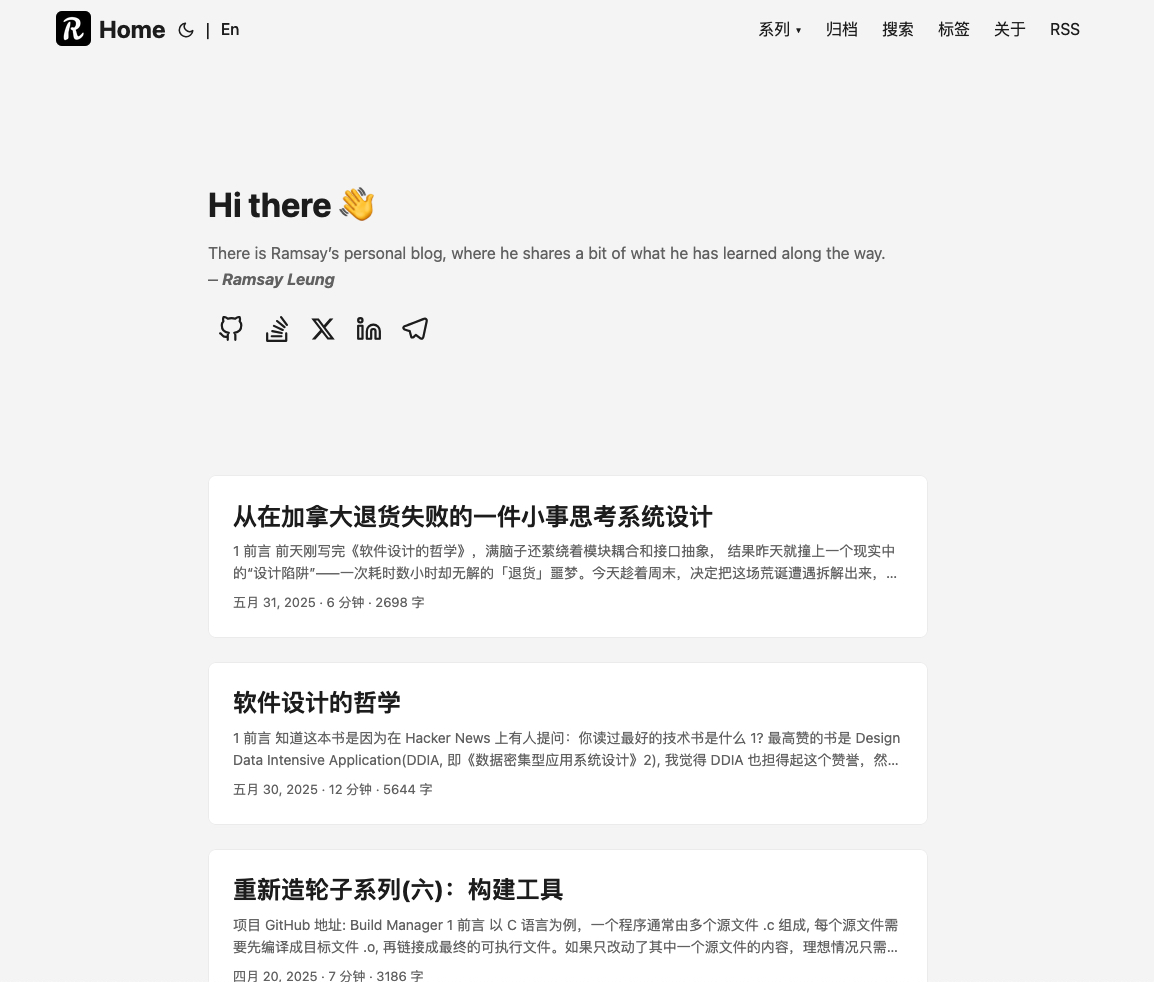 R Home | En 系列 ▾ 归档 搜索 标签 关于 RSS
Hi there 👋
There is Ramsay’s personal blog, where he shares a bit of what he has learned along the way.
— Ramsay Leung
从在加拿大退货失败的一件小事思考系统设计
1 前言 前天刚写完《软件设计的哲学》，满脑子还萦绕着模块耦合和接口抽象， 结果昨天就撞上一个现实中
的“设计陷阱”——一次耗时数小时却无解的「退货」噩梦。今天趁着周末，决定把这场荒诞遭遇拆解出来，...
五月 31, 2025 · 6 分钟 · 2698 字
软件设计的哲学
1 前言 知道这本书是因为在 Hacker News 上有人提问：你读过最好的技术书是什么 1? 最高赞的书是 Design
Data Intensive Application(DDIA, 即《数据密集型应用系统设计》2), 我觉得 DDIA 也担得起这个赞誉，然...
五月 30, 2025 · 12 分钟 · 5644 字
重新造轮子系列(六)：构建工具
项目 GitHub 地址: Build Manager 1 前言 以 C 语言为例，一个程序通常由多个源文件 .c 组成, 每个源文件需
要先编译成目标文件 .o, 再链接成最终的可执行文件。如果只改动了其中一个源文件的内容，理想情况只需...
四月 20, 2025 · 7 分钟 · 3186 字